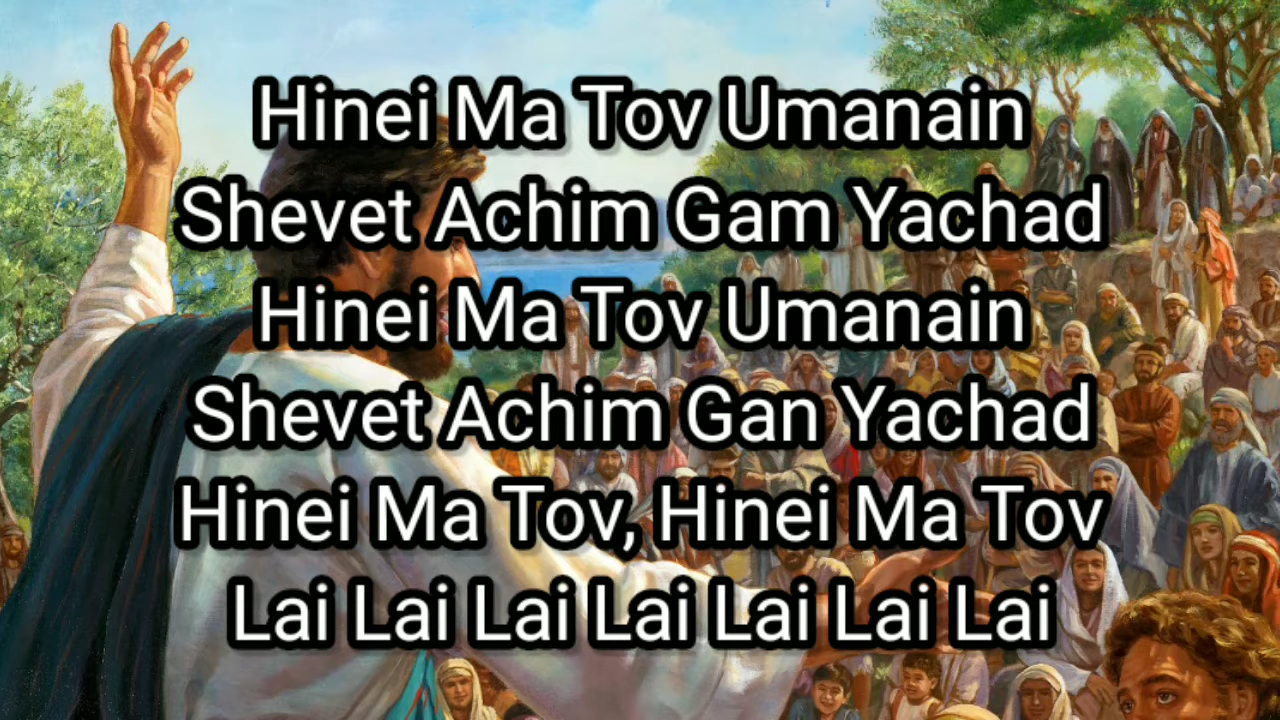 Hinei Ma Tov Umanain
Shevet Achim Gam Yachad
Hinei Ma Tov Umanain
Shevet Achim Gan Yachad
Hinei Ma Tov, Hinei Ma Tov
Lai Lai Lai Lai Lai Lai Lai